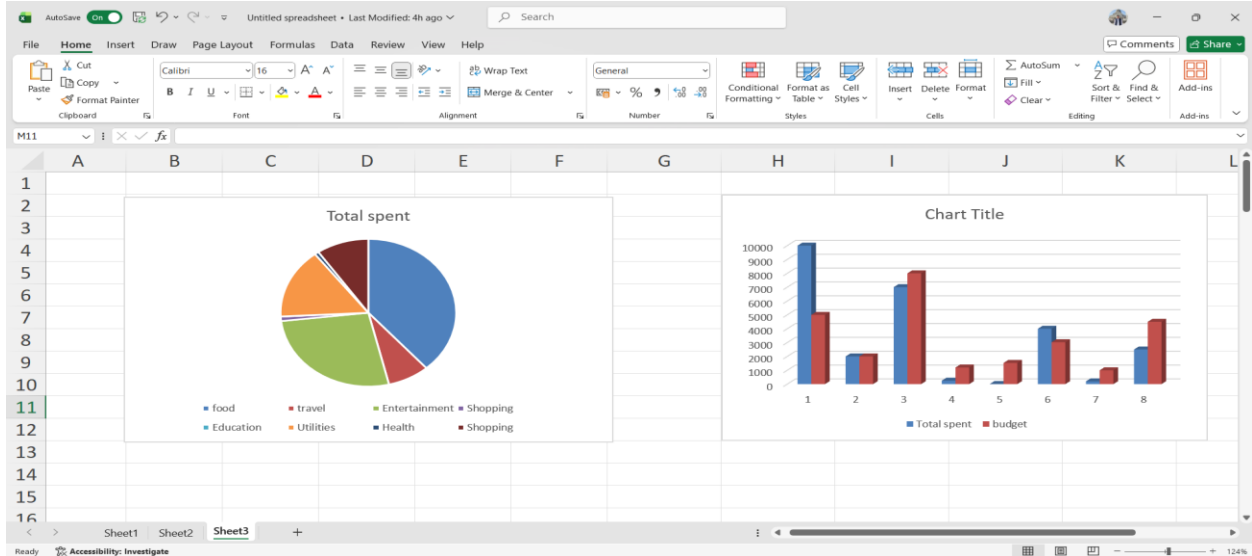 AutoSave On Untitled spreadsheet • Last Modified: 4h ago Search
File Home Insert Draw Page Layout Formulas Data Review View Help Comments Share
Paste Cut Copy Format Painter Clipboard
Calibri 16 A A B I U A Font
Wrap Text Merge & Center Alignment
General % 9 Number
Conditional Formatting Format as Table Cell Styles Styles
Insert Delete Format Cells
AutoSum Fill Clear Sort & Filter Find & Select Editing
Add-ins Add-ins
M11 fx
A B C D E F G H I J K L
1
2
3
4
5
6
7
8
9
10
11
12
13
14
15
16
Total spent
food travel Entertainment Shopping
Education Utilities Health Shopping
Chart Title
10000
9000
8000
7000
6000
5000
4000
3000
2000
1000
0
1 2 3 4 5 6 7 8
Total spent budget
Sheet1 Sheet2 Sheet3 +
Ready Accessibility: Investigate 124%